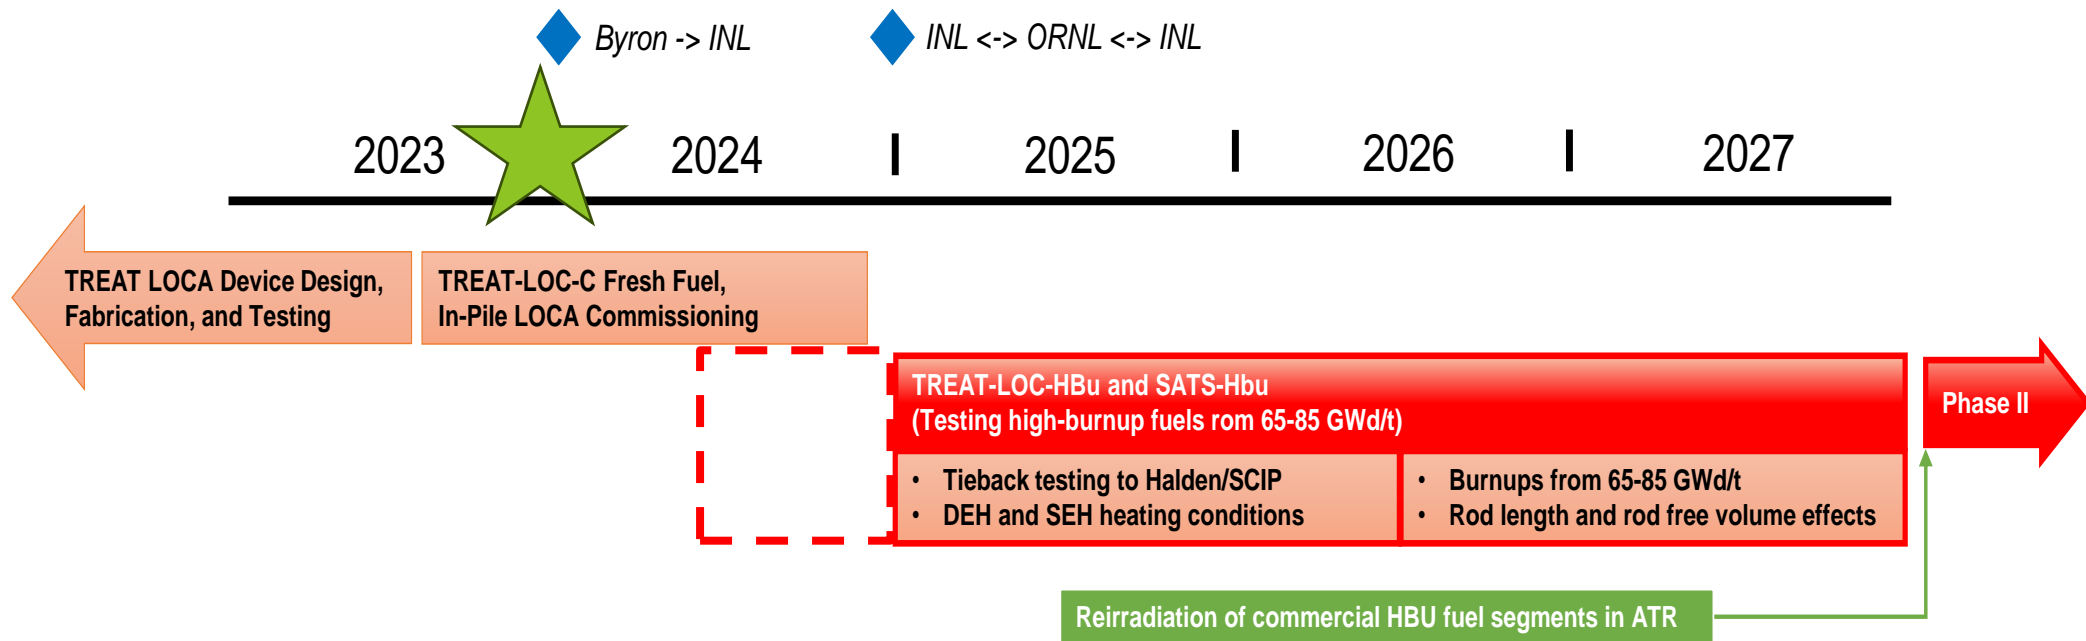 Byron -> INL
INL <-> ORNL <-> INL
2023
2024
2025
2026
2027
TREAT LOCA Device Design,
Fabrication, and Testing
TREAT-LOC-C Fresh Fuel,
In-Pile LOCA Commissioning
TREAT-LOC-HBu and SATS-Hbu
(Testing high-burnup fuels rom 65-85 GWd/t)
Phase II
• Tieback testing to Halden/SCIP
• DEH and SEH heating conditions
• Burnups from 65-85 GWd/t
• Rod length and rod free volume effects
Reirradiation of commercial HBU fuel segments in ATR